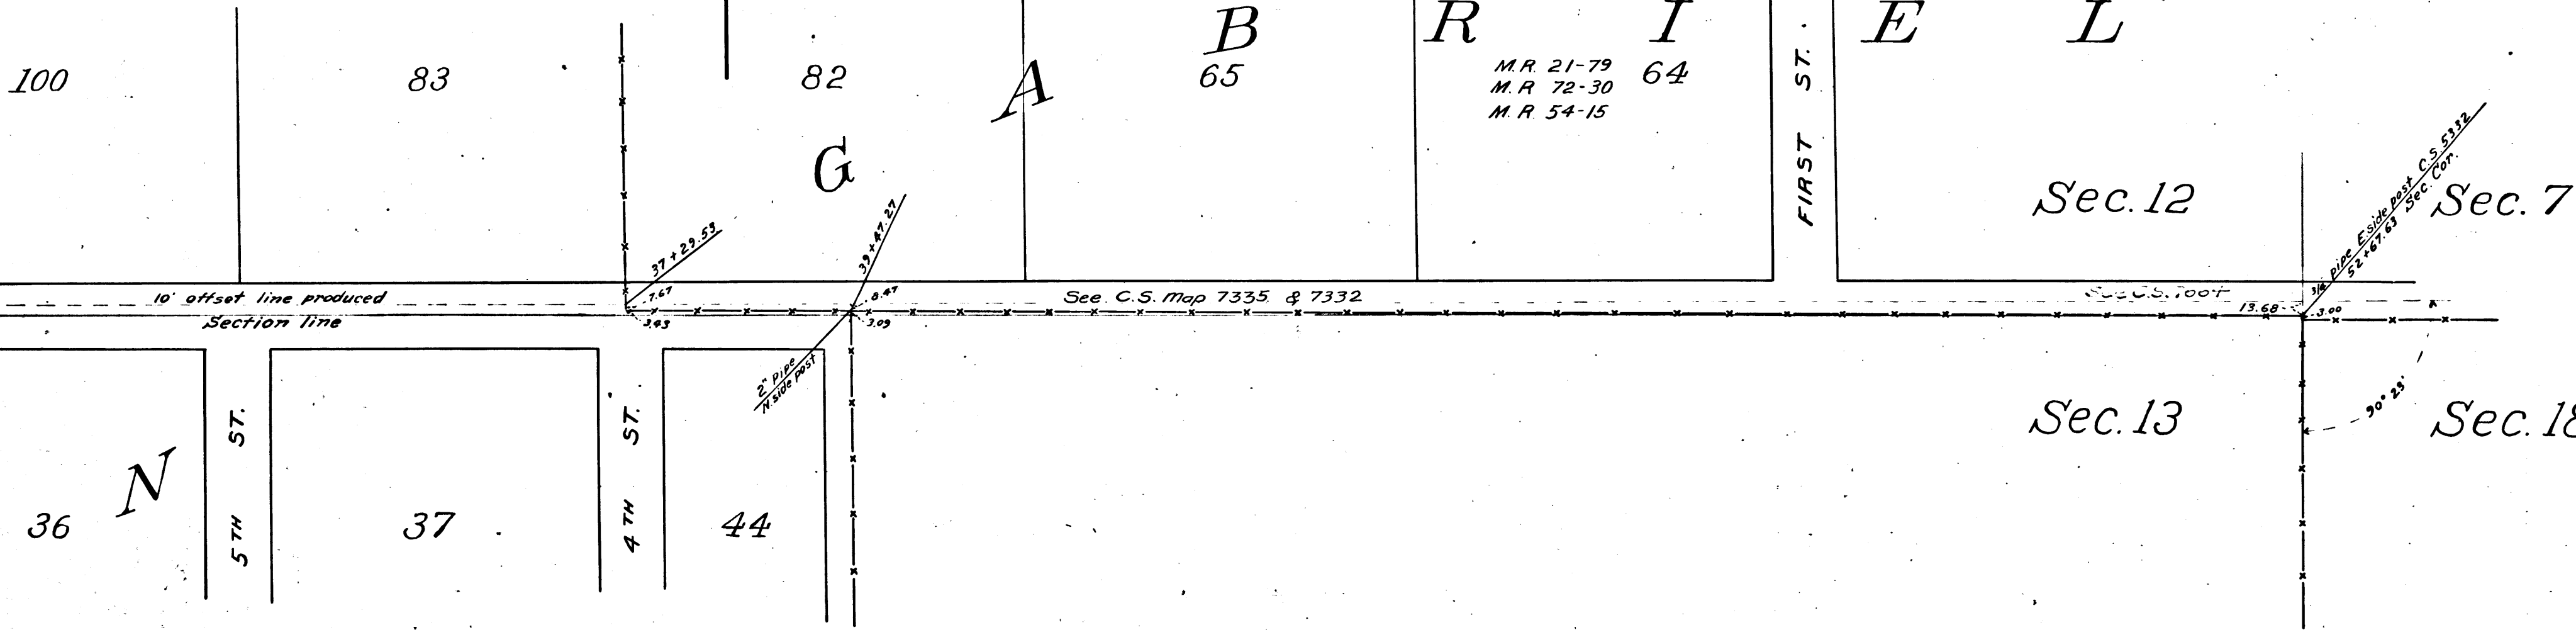 B R I E L
100
83
82
A
65
M.R. 21-79
M.R 72-30
M.R. 54-15
64
FIRST ST.
G
Sec. 12
Sec. 7
3/4 pipe E.side post C.S.5332
52+67.63 Sec. Cor.
37+29.53
39+47.27
10' offset line produced
7.67
8.47
See C.S. Map 7335 & 7332
Section line
3.43
3.09
13.68
3.00
2" Pipe
N.side post
90° 23'
Sec. 13
Sec. 18
N
36
5TH ST.
37
4TH ST.
44